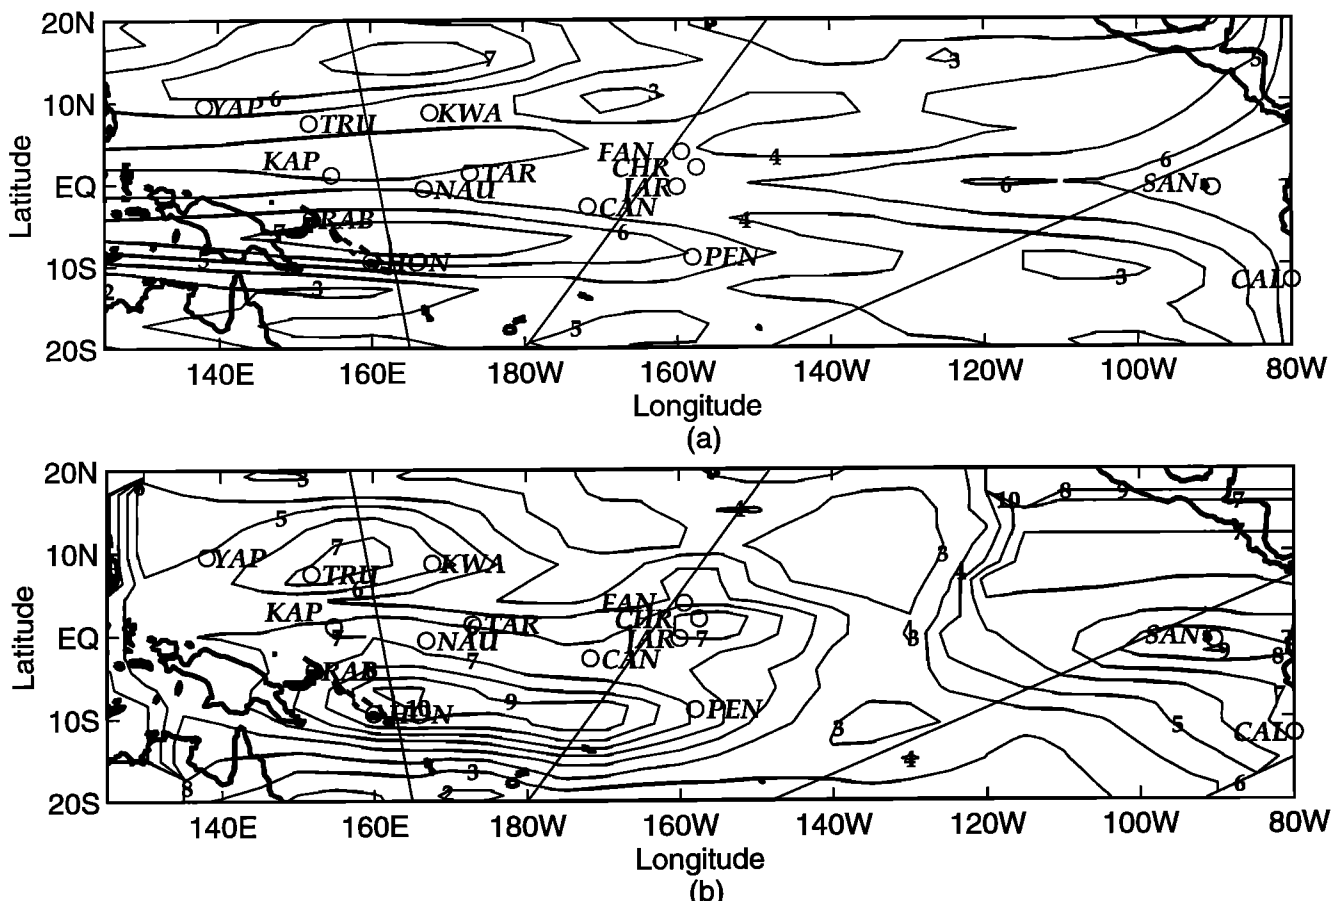 20N
7
3
5
10N
YAP 6
KWA
3
TRU
FAN
4
KAP
CHR
6
EQ
TAR
NAU
JAR
6
SAN
CAN
RAB
7
4
6
PEN
HON
10S
3
3
CAL
2
3
5
20S
140E 160E 180W 160W 140W 120W 100W 80W
Latitude
Longitude
(a)
20N
3
6
10 8 9 7
4
5
7
7
3
10N
YAP
KWA
TRU
4
6
FAN
KAP
CHR
TAR
EQ
7
NAU
JAR 7
3
SAN
9
8
CAN
7
RAB
7
9
10
HON
PEN
10S
3
5
CAL
4
3
8
2
6
20S
140E 160E 180W 160W 140W 120W 100W 80W
Latitude
Longitude
(b)